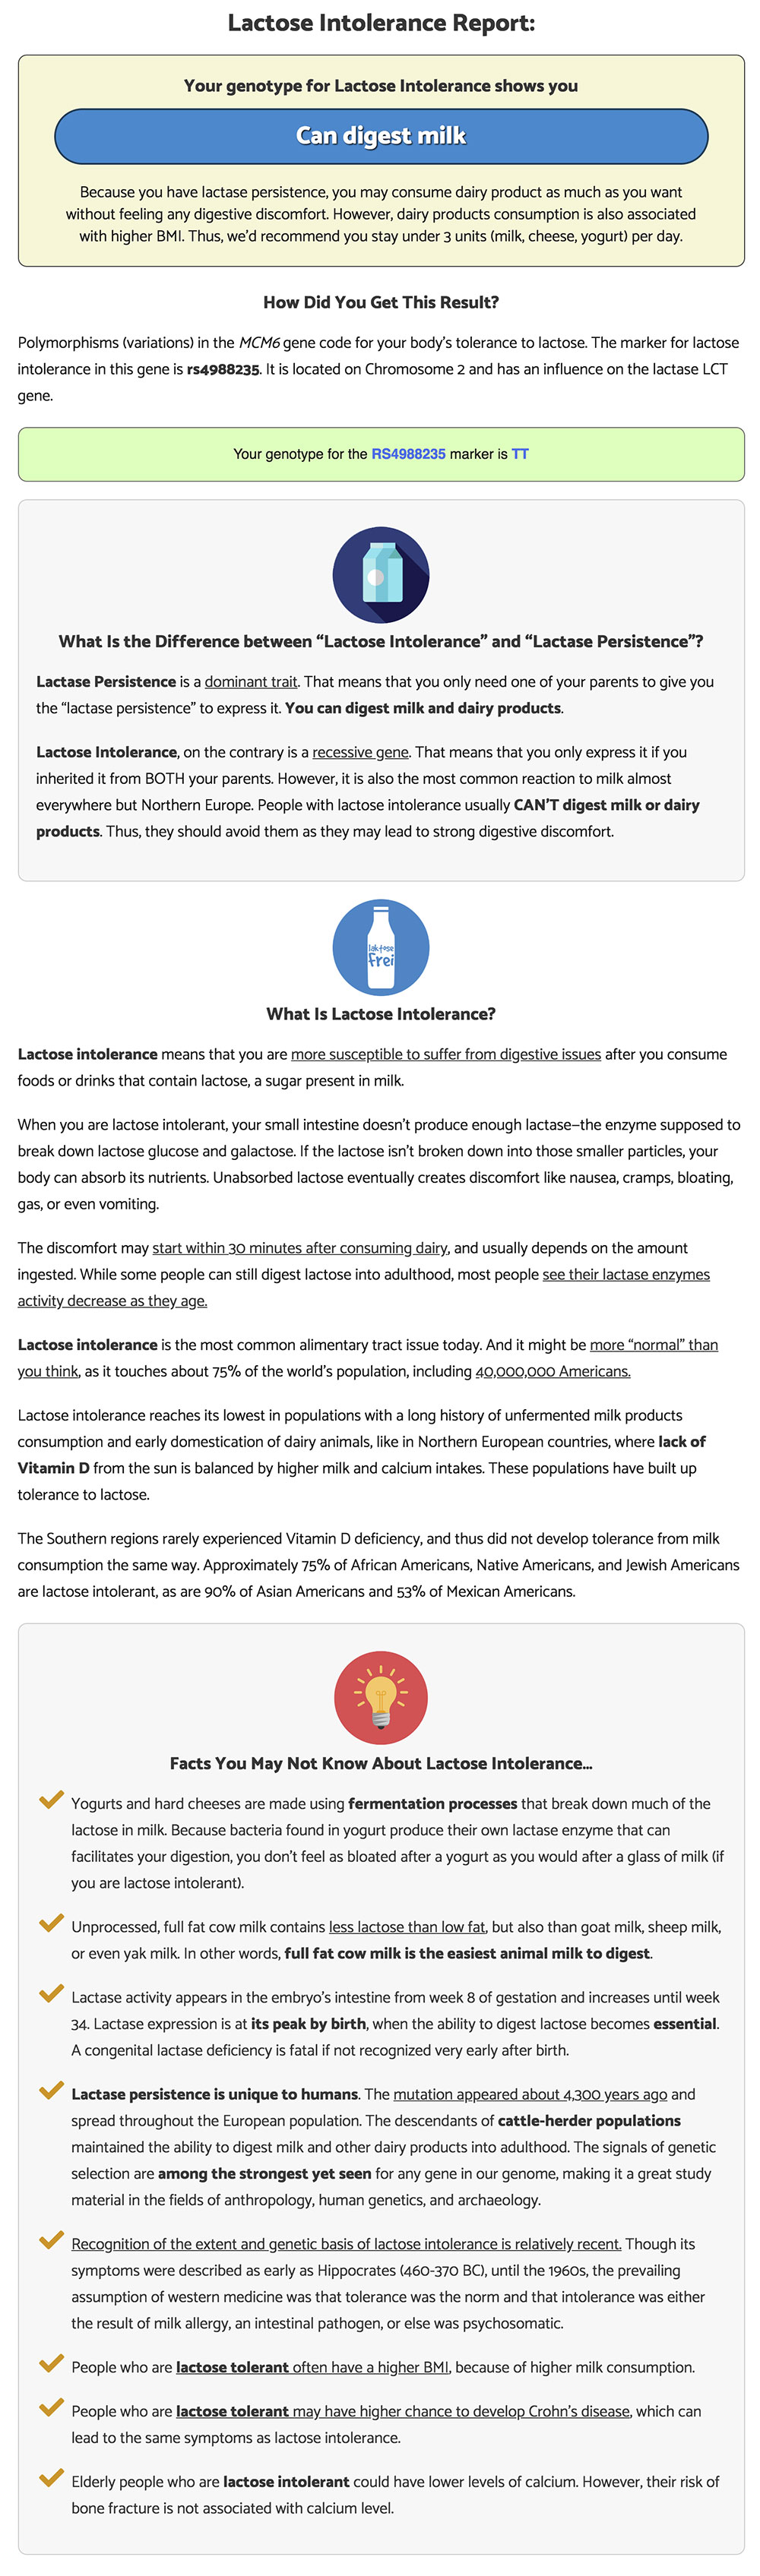 Lactose Intolerance Report:
Your genotype for Lactose Intolerance shows you
Can digest milk
Because you have lactase persistence, you may consume dairy product as much as you want
without feeling any digestive discomfort. However, dairy products consumption is also associated
with higher BMI. Thus, we'd recommend you stay under 3 units (milk, cheese, yogurt) per day.
How Did You Get This Result?
Polymorphisms (variations) in the MCM6 gene code for your body's tolerance to lactose. The marker for lactose
intolerance in this gene is rs4988235. It is located on Chromosome 2 and has an influence on the lactase LCT
gene.
Your genotype for the RS4988235 marker is TT
What Is the Difference between “Lactose Intolerance” and “Lactase Persistence”?
Lactase Persistence is a dominant trait. That means that you only need one of your parents to give you
the “lactase persistence” to express it. You can digest milk and dairy products.
Lactose Intolerance, on the contrary is a recessive gene. That means that you only express it if you
inherited it from BOTH your parents. However, it is also the most common reaction to milk almost
everywhere but Northern Europe. People with lactose intolerance usually CAN'T digest milk or dairy
products. Thus, they should avoid them as they may lead to strong digestive discomfort.
laktose
frei
What Is Lactose Intolerance?
Lactose intolerance means that you are more susceptible to suffer from digestive issues after you consume
foods or drinks that contain lactose, a sugar present in milk.
When you are lactose intolerant, your small intestine doesn't produce enough lactase–the enzyme supposed to
break down lactose glucose and galactose. If the lactose isn't broken down into those smaller particles, your
body can absorb its nutrients. Unabsorbed lactose eventually creates discomfort like nausea, cramps, bloating,
gas, or even vomiting.
The discomfort may start within 30 minutes after consuming dairy, and usually depends on the amount
ingested. While some people can still digest lactose into adulthood, most people see their lactase enzymes
activity decrease as they age.
Lactose intolerance is the most common alimentary tract issue today. And it might be more “normal” than
you think, as it touches about 75% of the world's population, including 40,000,000 Americans.
Lactose intolerance reaches its lowest in populations with a long history of unfermented milk products
consumption and early domestication of dairy animals, like in Northern European countries, where lack of
Vitamin D from the sun is balanced by higher milk and calcium intakes. These populations have built up
tolerance to lactose.
The Southern regions rarely experienced Vitamin D deficiency, and thus did not develop tolerance from milk
consumption the same way. Approximately 75% of African Americans, Native Americans, and Jewish Americans
are lactose intolerant, as are 90% of Asian Americans and 53% of Mexican Americans.
Facts You May Not Know About Lactose Intolerance...
Yogurts and hard cheeses are made using fermentation processes that break down much of the
lactose in milk. Because bacteria found in yogurt produce their own lactase enzyme that can
facilitates your digestion, you don't feel as bloated after a yogurt as you would after a glass of milk (if
you are lactose intolerant).
Unprocessed, full fat cow milk contains less lactose than low fat, but also than goat milk, sheep milk,
or even yak milk. In other words, full fat cow milk is the easiest animal milk to digest.
Lactase activity appears in the embryo's intestine from week 8 of gestation and increases until week
34. Lactase expression is at its peak by birth, when the ability to digest lactose becomes essential.
A congenital lactase deficiency is fatal if not recognized very early after birth.
Lactase persistence is unique to humans. The mutation appeared about 4,300 years ago and
spread throughout the European population. The descendants of cattle-herder populations
maintained the ability to digest milk and other dairy products into adulthood. The signals of genetic
selection are among the strongest yet seen for any gene in our genome, making it a great study
material in the fields of anthropology, human genetics, and archaeology.
Recognition of the extent and genetic basis of lactose intolerance is relatively recent. Though its
symptoms were described as early as Hippocrates (460-370 BC), until the 1960s, the prevailing
assumption of western medicine was that tolerance was the norm and that intolerance was either
the result of milk allergy, an intestinal pathogen, or else was psychosomatic.
People who are lactose tolerant often have a higher BMI, because of higher milk consumption.
People who are lactose tolerant may have higher chance to develop Crohn's disease, which can
lead to the same symptoms as lactose intolerance.
Elderly people who are lactose intolerant could have lower levels of calcium. However, their risk of
bone fracture is not associated with calcium level.